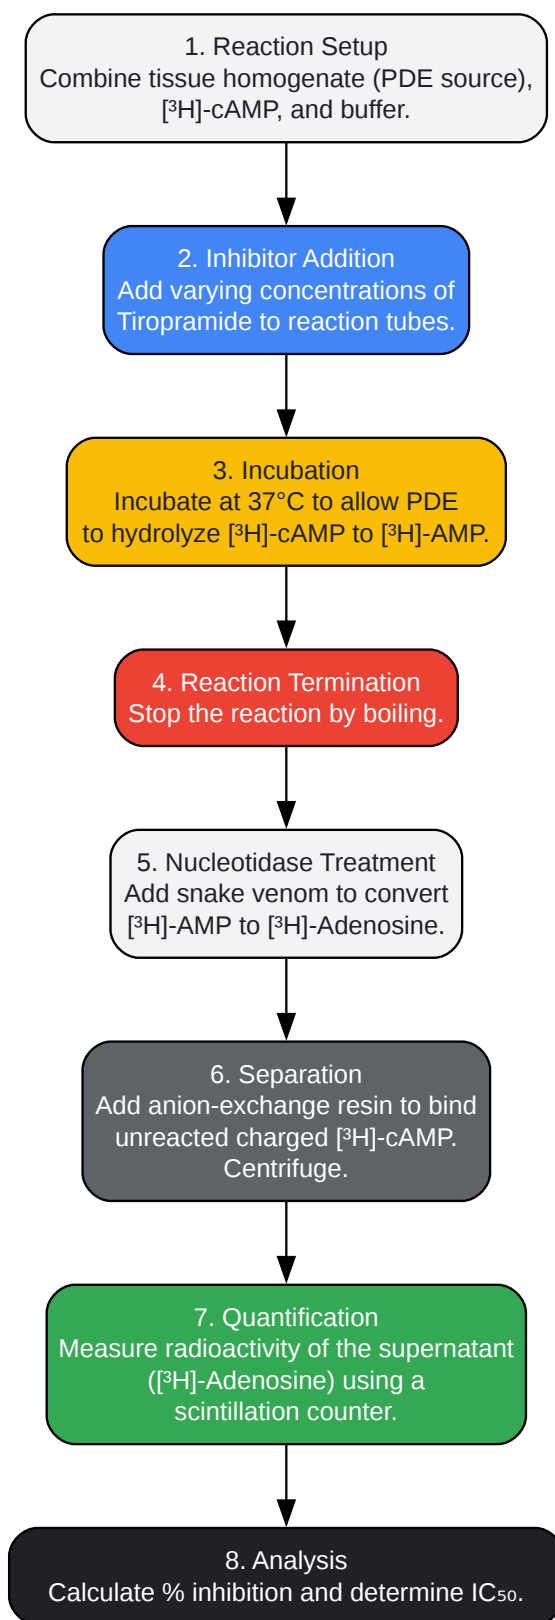 1. Reaction Setup
Combine tissue homogenate (PDE source),
[³H]-cAMP, and buffer.
2. Inhibitor Addition
Add varying concentrations of
Tiropramide to reaction tubes.
3. Incubation
Incubate at 37°C to allow PDE
to hydrolyze [³H]-cAMP to [³H]-AMP.
4. Reaction Termination
Stop the reaction by boiling.
5. Nucleotidase Treatment
Add snake venom to convert
[³H]-AMP to [³H]-Adenosine.
6. Separation
Add anion-exchange resin to bind
unreacted charged [³H]-cAMP.
Centrifuge.
7. Quantification
Measure radioactivity of the supernatant
([³H]-Adenosine) using a
scintillation counter.
8. Analysis
Calculate % inhibition and determine IC₅₀.